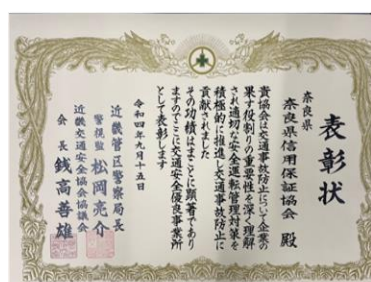 表彰状
奈良県
奈良県信用保証協会 殿
貴協会は交通事故防止について企業の
果す役割りの重要性を深く理解
され適切な安全運転管理対策を
積極的に推進し交通事故防止に
貢献されました
その功績はまことに顕著であり
ますのでここに交通安全優良事業所
として表彰します
令和四年九月十五日
近畿管区警察局長
警視監 松岡亮介
近畿交通安全協会協議会
会長 銭高善雄